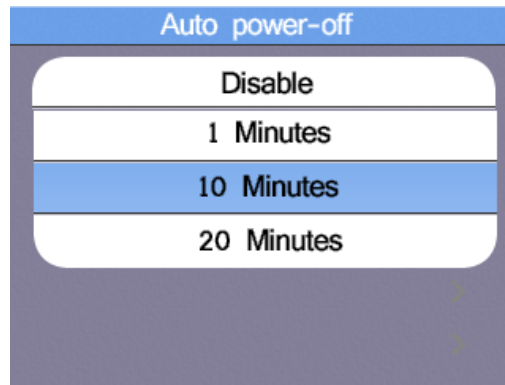 Auto power-off
Disable
1 Minutes
10 Minutes
20 Minutes